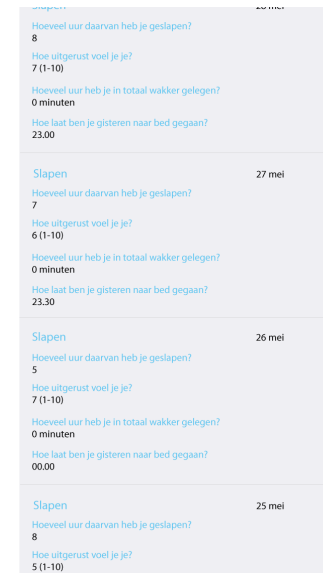 Slapen 28 mei
Hoeveel uur daarvan heb je geslapen?
8
Hoe uitgerust voel je je?
7 (1-10)
Hoeveel uur heb je in totaal wakker gelegen?
0 minuten
Hoe laat ben je gisteren naar bed gegaan?
23.00
Slapen 27 mei
Hoeveel uur daarvan heb je geslapen?
7
Hoe uitgerust voel je je?
6 (1-10)
Hoeveel uur heb je in totaal wakker gelegen?
0 minuten
Hoe laat ben je gisteren naar bed gegaan?
23.30
Slapen 26 mei
Hoeveel uur daarvan heb je geslapen?
5
Hoe uitgerust voel je je?
7 (1-10)
Hoeveel uur heb je in totaal wakker gelegen?
0 minuten
Hoe laat ben je gisteren naar bed gegaan?
00.00
Slapen 25 mei
Hoeveel uur daarvan heb je geslapen?
8
Hoe uitgerust voel je je?
5 (1-10)